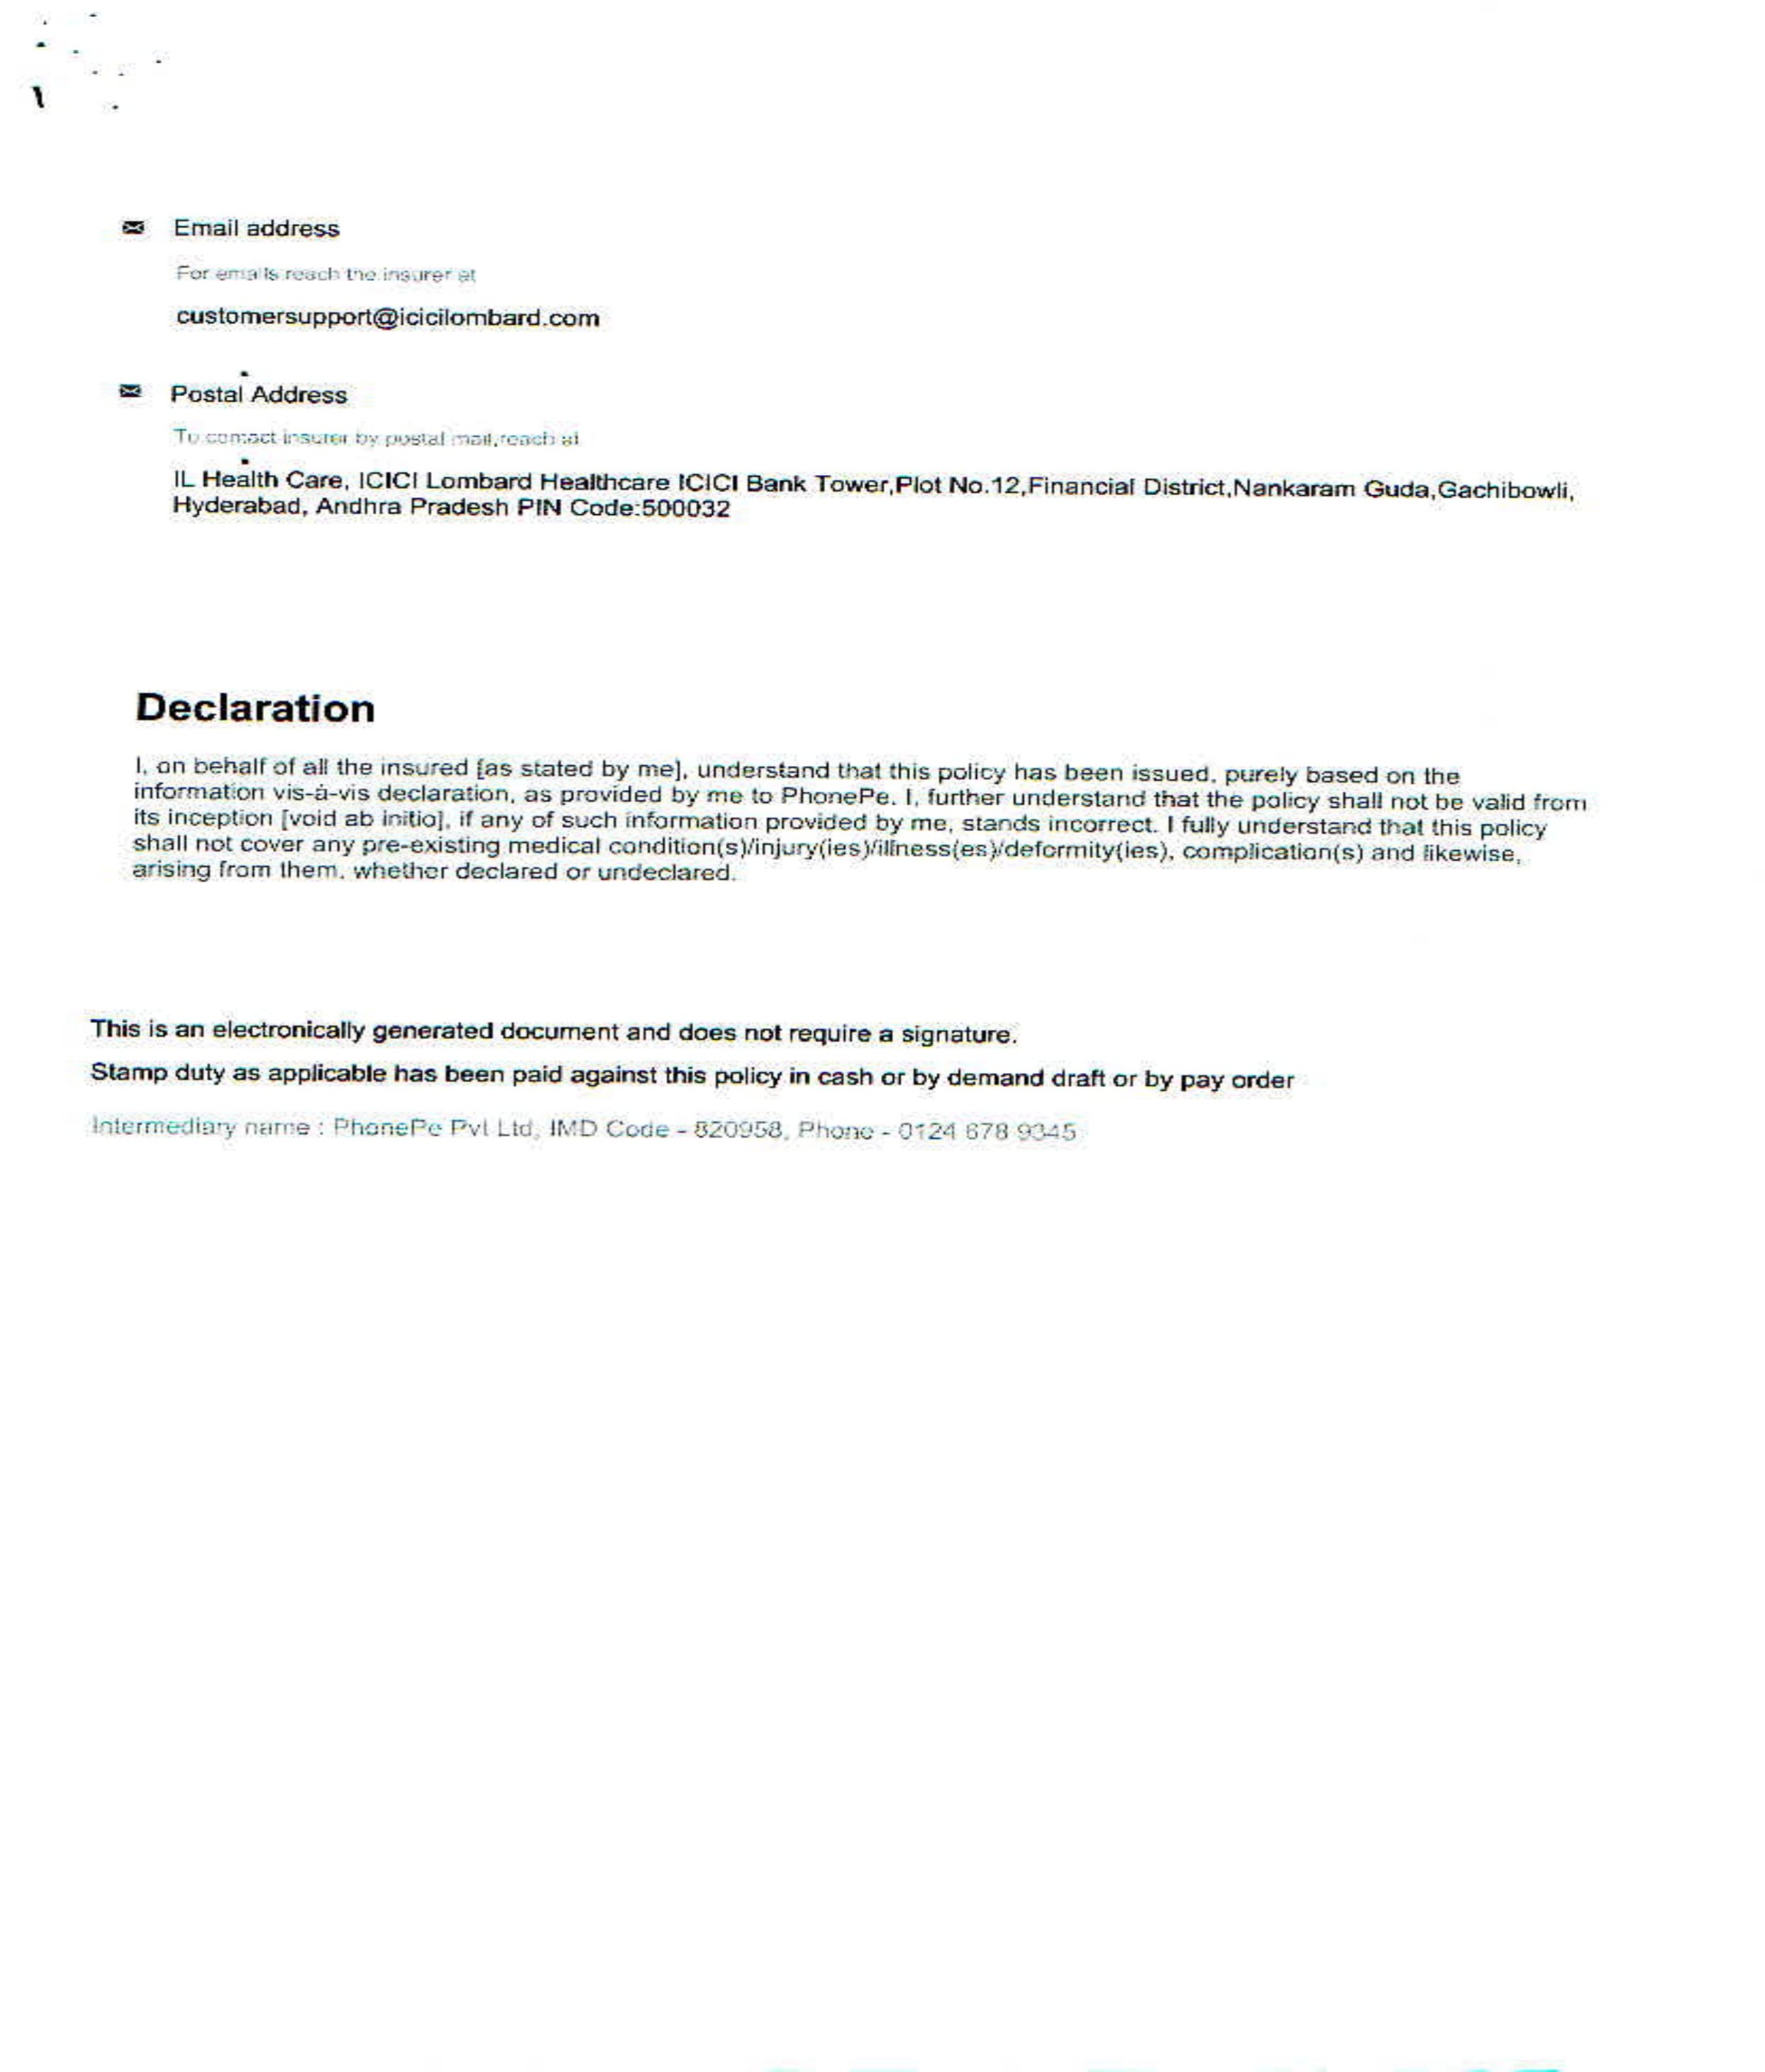 Email address
For emails reach the insurer at
customersupport@icicilombard.com
Postal Address
To contact insurer by postal mail,reach at
IL Health Care, ICICI Lombard Healthcare ICICI Bank Tower,Plot No.12,Financial District,Nankaram Guda,Gachibowli,
Hyderabad, Andhra Pradesh PIN Code:500032
Declaration
I, on behalf of all the insured [as stated by me], understand that this policy has been issued, purely based on the
information vis-à-vis declaration, as provided by me to PhonePe. I, further understand that the policy shall not be valid from
its inception [void ab initio], if any of such information provided by me, stands incorrect. I fully understand that this policy
shall not cover any pre-existing medical condition(s)/injury(ies)/illness(es)/deformity(ies), complication(s) and likewise,
arising from them, whether declared or undeclared.
This is an electronically generated document and does not require a signature.
Stamp duty as applicable has been paid against this policy in cash or by demand draft or by pay order
Intermediary name : PhonePe Pvt Ltd, IMD Code - 820958, Phone - 0124 678 9345